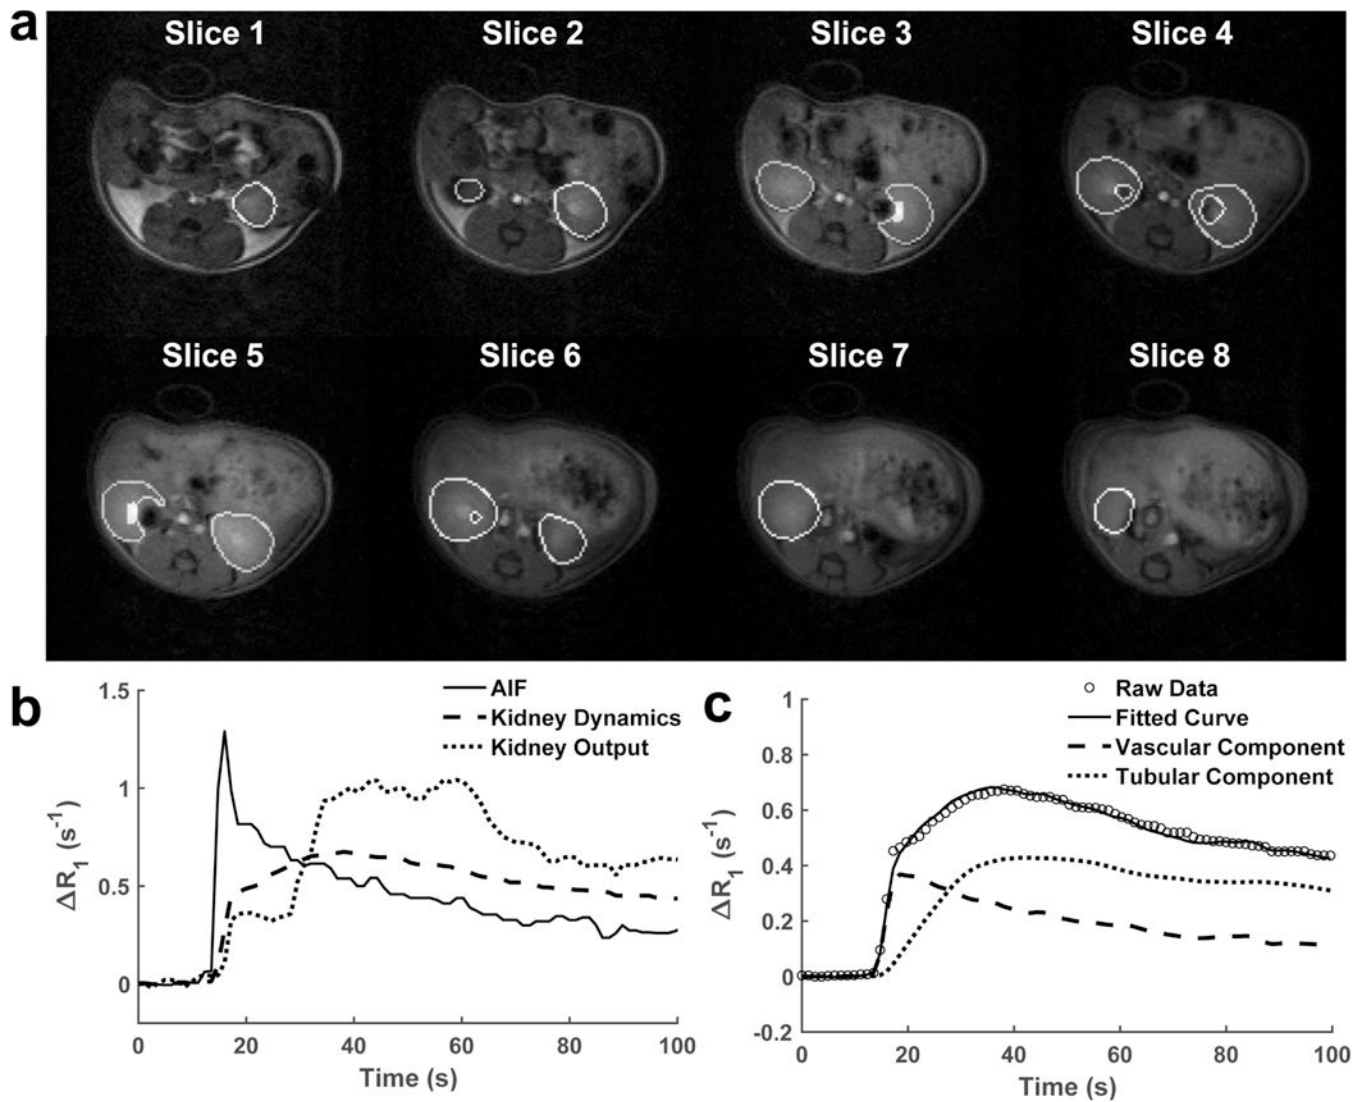 a
Slice 1
Slice 2
Slice 3
Slice 4
Slice 5
Slice 6
Slice 7
Slice 8
b
AIF
Kidney Dynamics
Kidney Output
1.5
1
0.5
0
ΔR₁ (s⁻¹)
0 20 40 60 80 100
Time (s)
c
Raw Data
Fitted Curve
Vascular Component
Tubular Component
1
0.8
0.6
0.4
0.2
0
-0.2
ΔR₁ (s⁻¹)
0 20 40 60 80 100
Time (s)